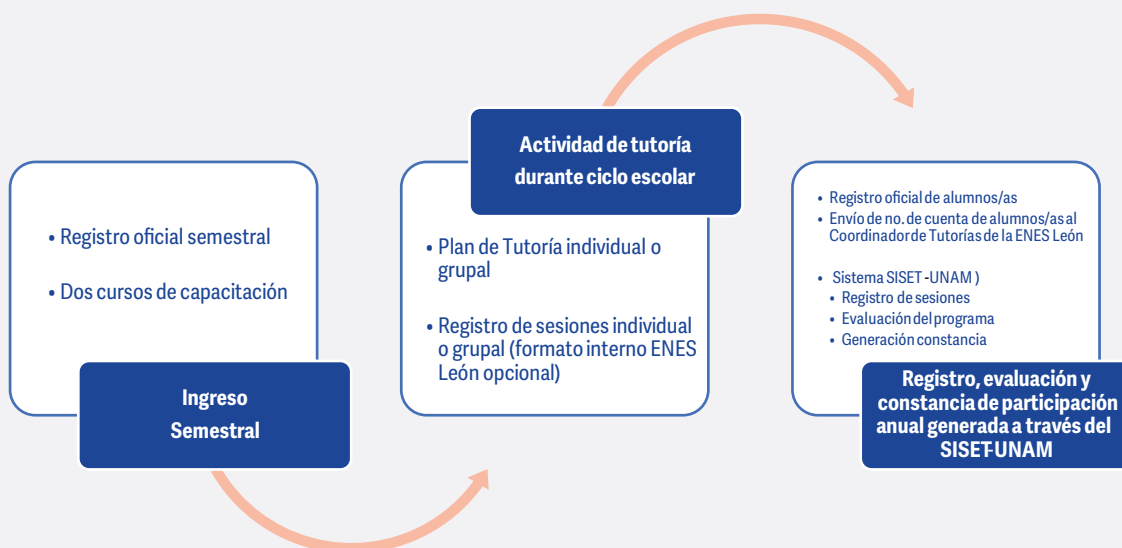 • Registro oficial semestral
• Dos cursos de capacitación
Ingreso
Semestral
Actividad de tutoría
durante ciclo escolar
• Plan de Tutoría individual o
grupal
• Registro de sesiones individual
o grupal (formato interno ENES
León opcional)
• Registro oficial de alumnos/as
• Envío de no. de cuenta de alumnos/as al
Coordinador de Tutorías de la ENES León
• Sistema SISET -UNAM )
• Registro de sesiones
• Evaluación del programa
• Generación constancia
Registro, evaluación y
constancia de participación
anual generada a través del
SISET-UNAM